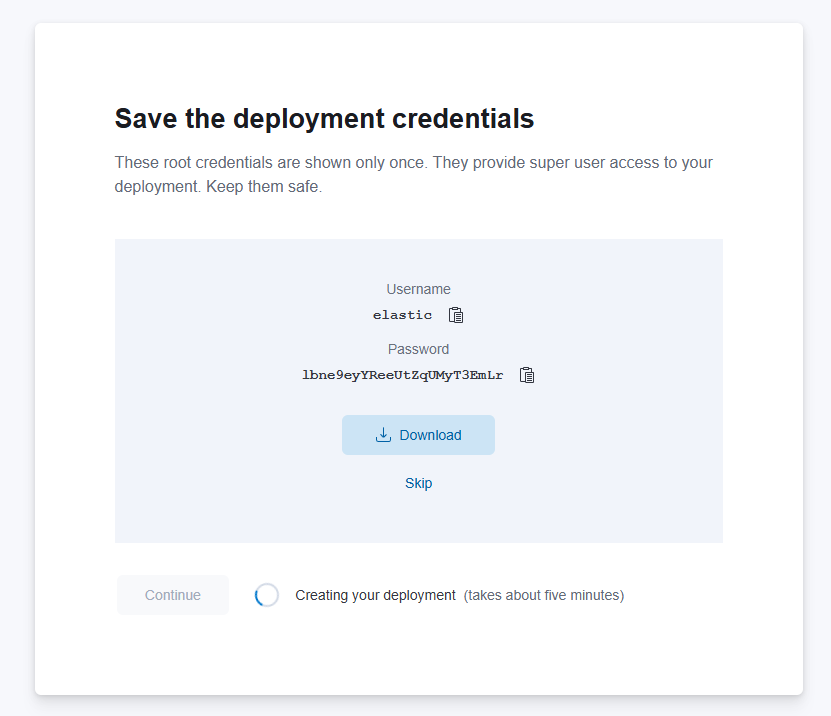 Save the deployment credentials
These root credentials are shown only once. They provide super user access to your
deployment. Keep them safe.
Username
elastic
Password
lbne9eyYReeUtZqUMyT3EmLr
Download
Skip
Continue
Creating your deployment (takes about five minutes)